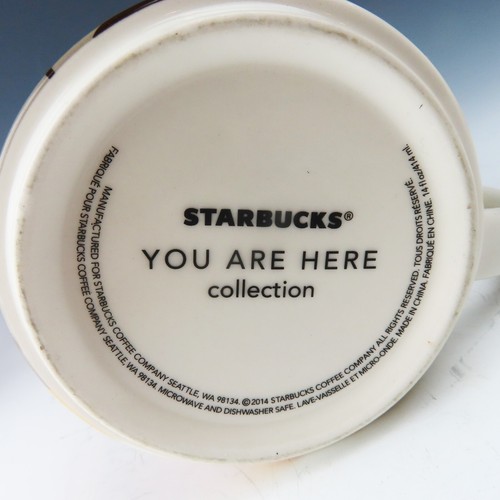 STARBUCKS®
YOU ARE HERE
collection
MANUFACTURED FOR STARBUCKS COFFEE COMPANY SEATTLE, WA 98134. ©2014 STARBUCKS COFFEE COMPANY ALL RIGHTS RESERVED. TOUS DROITS RÉSERVÉ.
FABRIQUÉ POUR STARBUCKS COFFEE COMPANY SEATTLE, WA 98134. MICROWAVE AND DISHWASHER SAFE. LAVE-VAISSELLE ET MICRO-ONDE. MADE IN CHINA. FABRIQUÉ EN CHINE. 14 fl oz/414 ml.